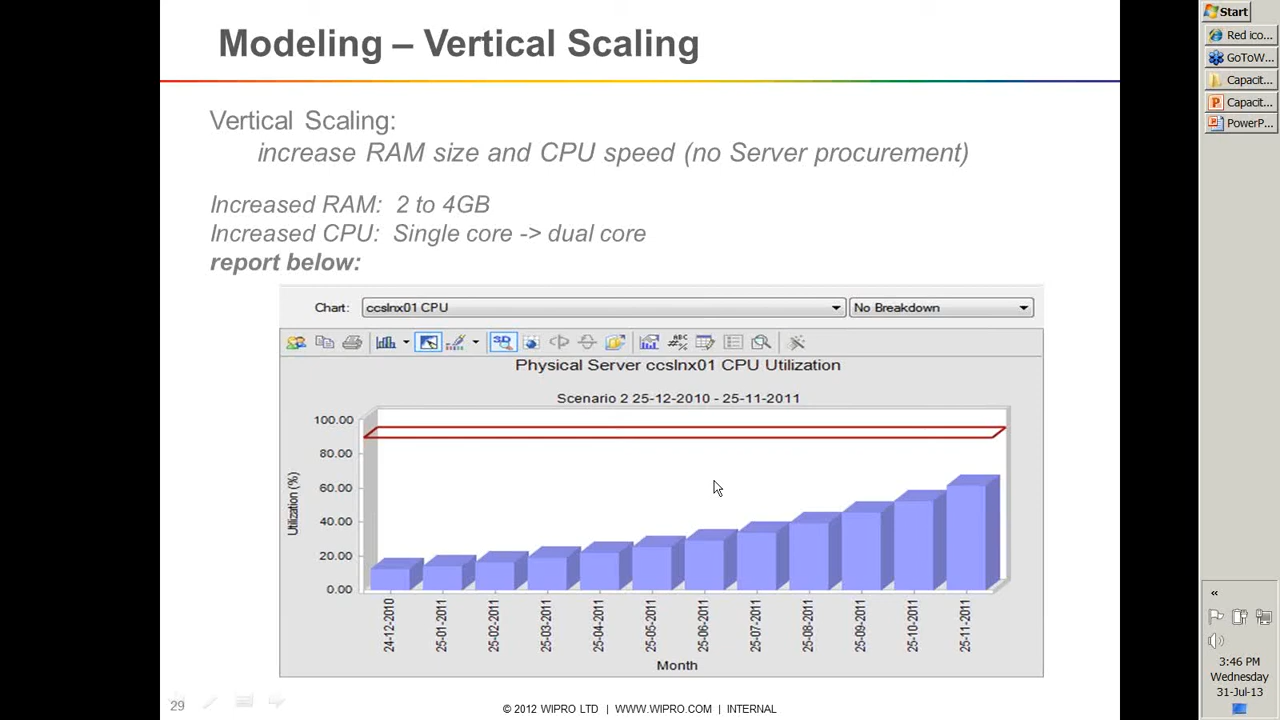 Modeling – Vertical Scaling
Vertical Scaling:
increase RAM size and CPU speed (no Server procurement)
Increased RAM: 2 to 4GB
Increased CPU: Single core -> dual core
report below:
Chart: ccslnx01 CPU No Breakdown
Physical Server ccslnx01 CPU Utilization
Scenario 2 25-12-2010 - 25-11-2011
100.00
80.00
60.00
40.00
20.00
0.00
Utilization (%)
24-12-2010
25-01-2011
25-02-2011
25-03-2011
25-04-2011
25-05-2011
25-06-2011
25-07-2011
25-08-2011
25-09-2011
25-10-2011
25-11-2011
Month
29
© 2012 WIPRO LTD | WWW.WIPRO.COM | INTERNAL
Start
Red ico...
GoToW...
Capacit...
Capacit...
PowerP...
«
3:46 PM
Wednesday
31-Jul-13